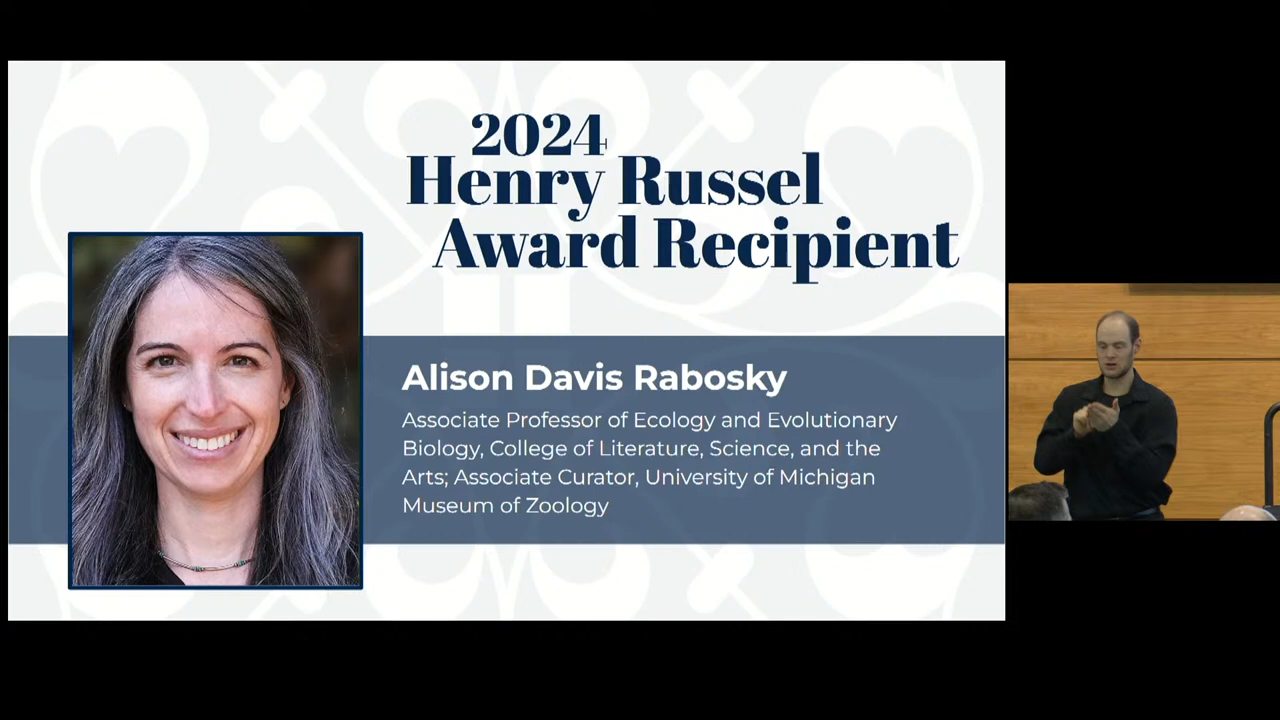 2024
Henry Russel
Award Recipient
Alison Davis Rabosky
Associate Professor of Ecology and Evolutionary
Biology, College of Literature, Science, and the
Arts; Associate Curator, University of Michigan
Museum of Zoology